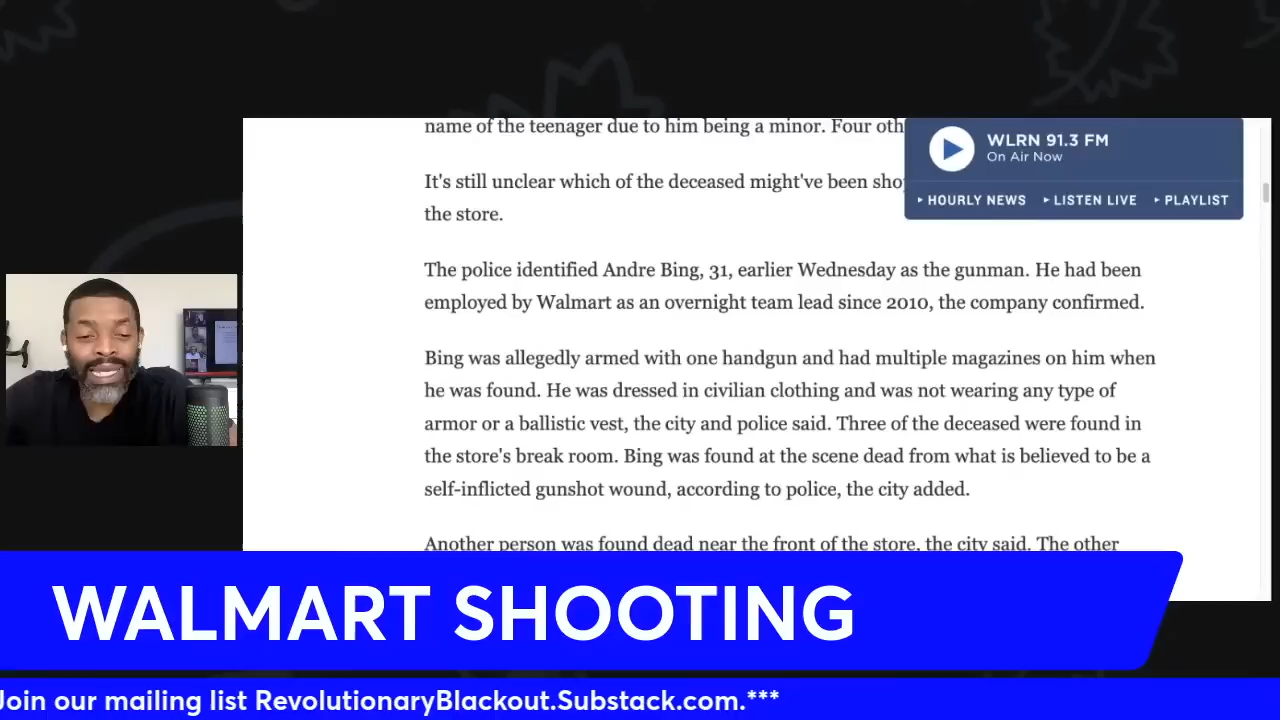 name of the teenager due to him being a minor. Four oth
It's still unclear which of the deceased might've been shop
the store.
The police identified Andre Bing, 31, earlier Wednesday as the gunman. He had been
employed by Walmart as an overnight team lead since 2010, the company confirmed.
Bing was allegedly armed with one handgun and had multiple magazines on him when
he was found. He was dressed in civilian clothing and was not wearing any type of
armor or a ballistic vest, the city and police said. Three of the deceased were found in
the store's break room. Bing was found at the scene dead from what is believed to be a
self-inflicted gunshot wound, according to police, the city added.
Another person was found dead near the front of the store, the city said. The other
WLRN 91.3 FM
On Air Now
HOURLY NEWS LISTEN LIVE PLAYLIST
WALMART SHOOTING
Join our mailing list RevolutionaryBlackout.Substack.com.***